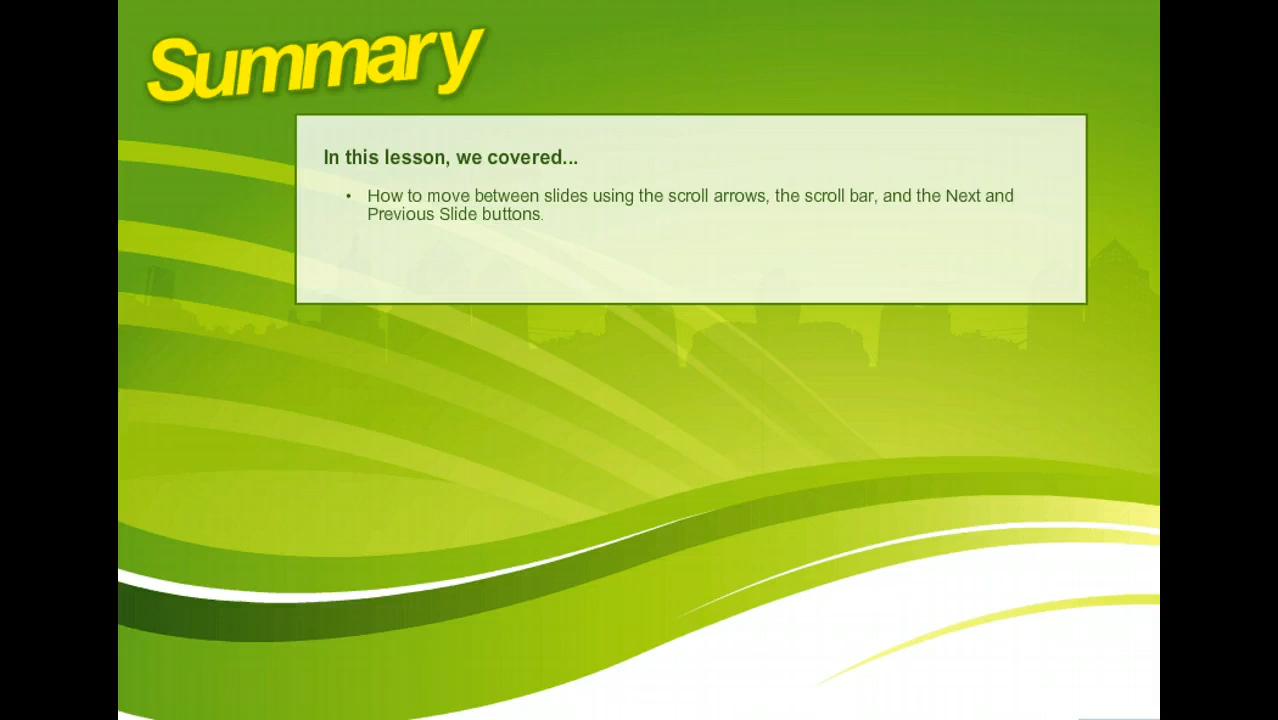 Summary
In this lesson, we covered...
• How to move between slides using the scroll arrows, the scroll bar, and the Next and
Previous Slide buttons.